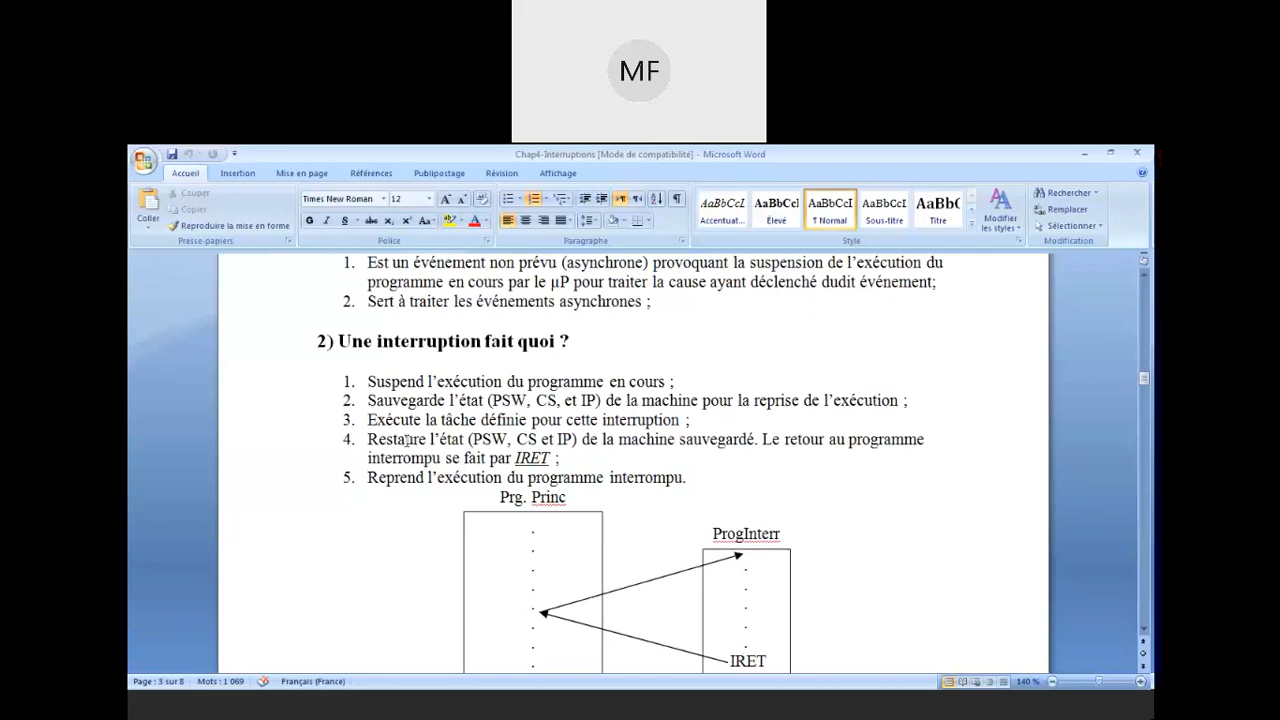 MF
Chap4-Interruptions [Mode de compatibilité] - Microsoft Word
Accueil Insertion Mise en page Références Publipostage Révision Affichage
Coller
Couper
Copier
Reproduire la mise en forme
Presse-papiers
Times New Roman 12
G I S abc x₂ x² Aa
Police
Paragraphe
AaBbCcI AaBbCc AaBbCcI AaBbCcI AaBbC
Accentuat... Élevé ¶ Normal Sous-titre Titre
Modifier
les styles
Style
Rechercher
Remplacer
Sélectionner
Modification
1. Est un événement non prévu (asynchrone) provoquant la suspension de l’exécution du
programme en cours par le µP pour traiter la cause ayant déclenché dudit événement;
2. Sert à traiter les événements asynchrones ;
2) Une interruption fait quoi ?
1. Suspend l’exécution du programme en cours ;
2. Sauvegarde l’état (PSW, CS, et IP) de la machine pour la reprise de l’exécution ;
3. Exécute la tâche définie pour cette interruption ;
4. Restaure l’état (PSW, CS et IP) de la machine sauvegardé. Le retour au programme
interrompu se fait par IRET ;
5. Reprend l’exécution du programme interrompu.
Prg. Princ
ProgInterr
IRET
Page : 3 sur 8 Mots : 1 069 Français (France) 140 %